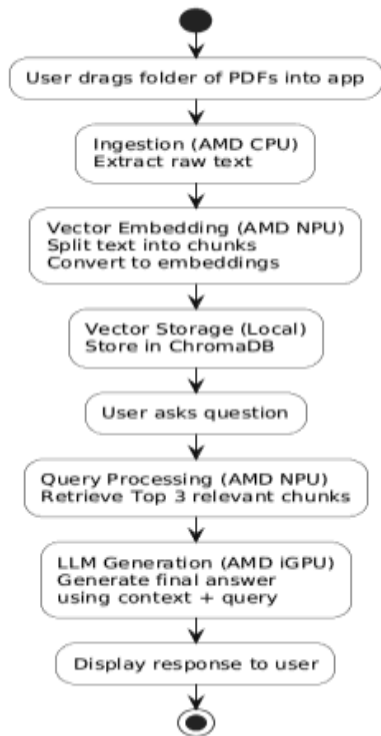 User drags folder of PDFs into app
Ingestion (AMD CPU)
Extract raw text
Vector Embedding (AMD NPU)
Split text into chunks
Convert to embeddings
Vector Storage (Local)
Store in ChromaDB
User asks question
Query Processing (AMD NPU)
Retrieve Top 3 relevant chunks
LLM Generation (AMD iGPU)
Generate final answer
using context + query
Display response to user